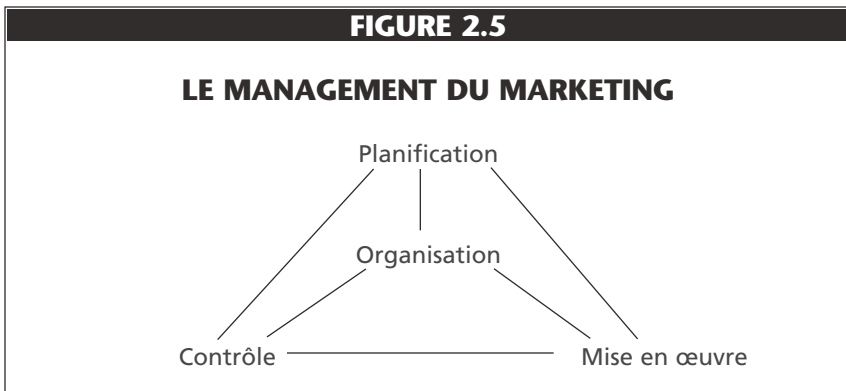 FIGURE 2.5
LE MANAGEMENT DU MARKETING
Planification
Organisation
Contrôle Mise en œuvre